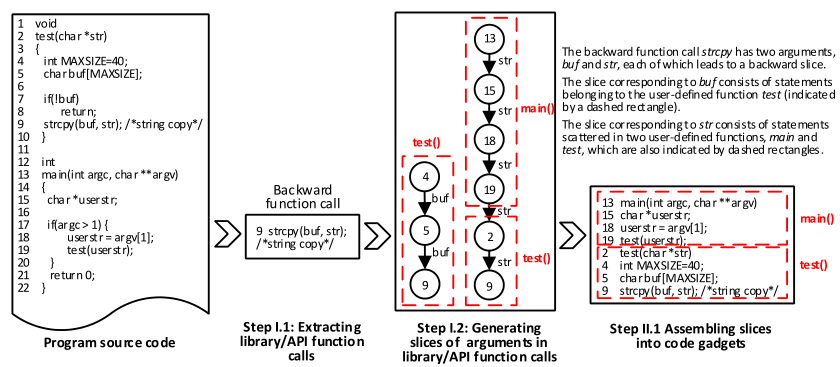 1 void
2 test(char *str)
3 {
4 int MAXSIZE=40;
5 charbuf[MAXSIZE];
6
7 if(!buf)
8 return;
9 strcpy(buf, str); /*string copy*/
10 }
11
12 int
13 main(int argc, char **argv)
14 {
15 char *userstr;
16
17 if(argc > 1) {
18 userstr = argv[1];
19 test(userstr);
20 }
21 return 0;
22 }
Program source code
Backward
function call
9 strcpy(buf, str);
/*string copy*/
Step I.1: Extracting
library/API function
calls
test()
4
buf
5
buf
9
13
str
15
str
18
str
19
str
2
str
9
main()
test()
Step I.2: Generating
slices of arguments in
library/API function calls
The backward function call strcpy has two arguments,
buf and str, each of which leads to a backward slice.
The slice corresponding to buf consists of statements
belonging to the user-defined function test (indicated
by a dashed rectangle).
The slice corresponding to str consists of statements
scattered in two user-defined functions, main and
test, which are also indicated by dashed rectangles.
13 main(int argc, char **argv)
15 char *userstr;
18 userstr = argv[1];
19 test(userstr);
2 test(char *str)
4 int MAXSIZE=40;
5 charbuf[MAXSIZE];
9 strcpy(buf, str); /*string copy*/
main()
test()
Step II.1 Assembling slices
into code gadgets